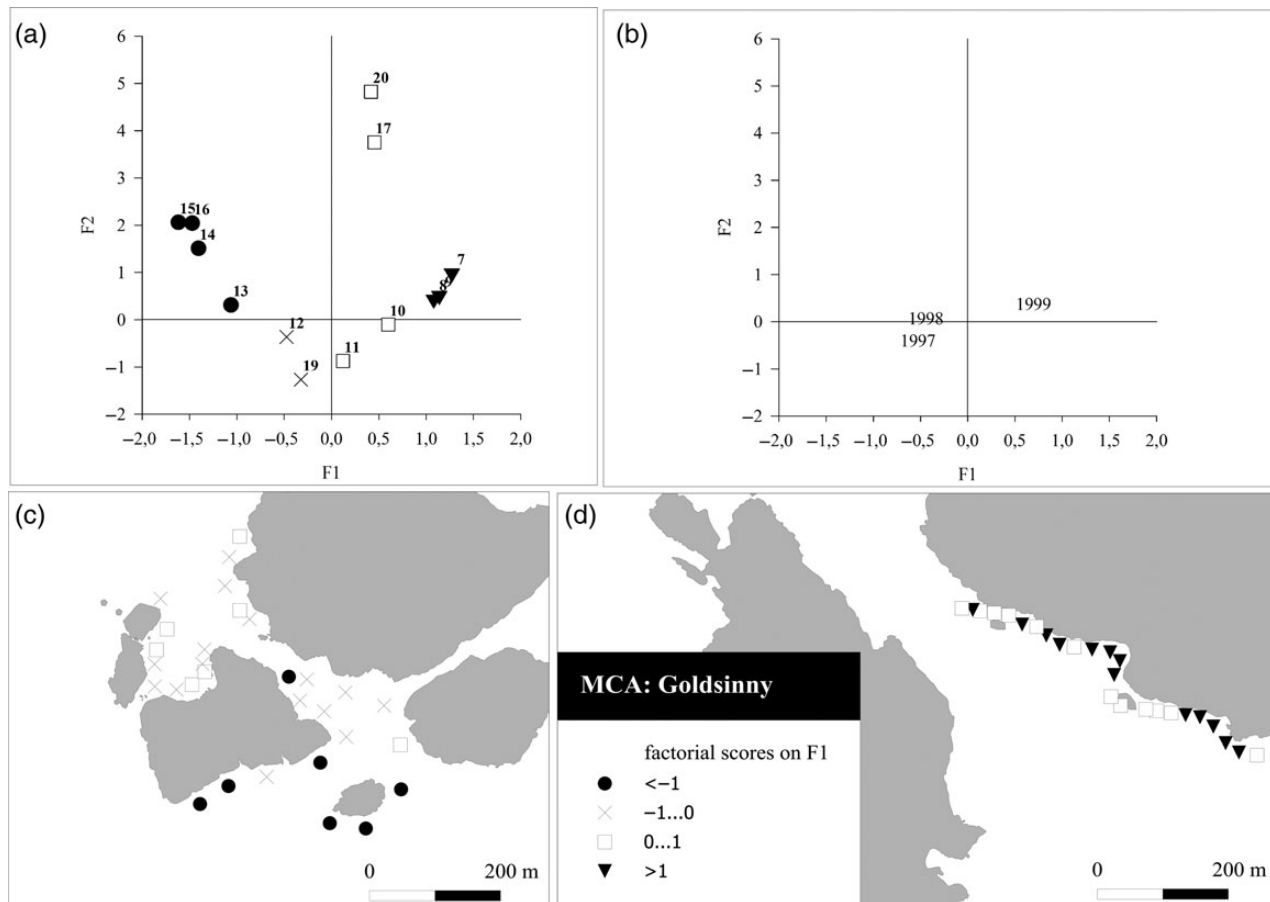 (a)
6
5
4
3
2
1
0
−1
−2
F2
20
17
15 16
14
13
12
19
11
10
7
9
8
−2,0 −1,5 −1,0 −0,5 0,0 0,5 1,0 1,5 2,0
F1
(b)
6
5
4
3
2
1
0
−1
−2
F2
1999
1998
1997
−2,0 −1,5 −1,0 −0,5 0,0 0,5 1,0 1,5 2,0
F1
(c)
0 200 m
(d)
MCA: Goldsinny
factorial scores on F1
<−1
−1...0
0...1
>1
0 200 m